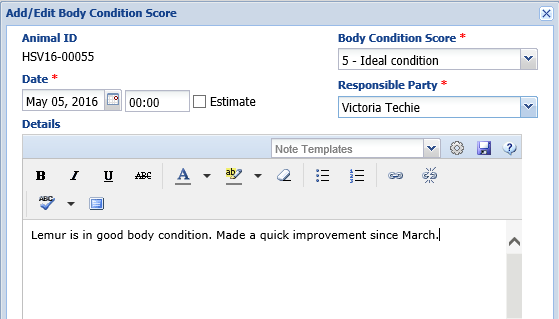 Add/Edit Body Condition Score
Animal ID
HSV16-00055
Body Condition Score *
5 - Ideal condition
Date *
May 05, 2016 00:00 Estimate
Responsible Party *
Victoria Techie
Details
Note Templates
B I U ABC A ab
ABC
Lemur is in good body condition. Made a quick improvement since March.